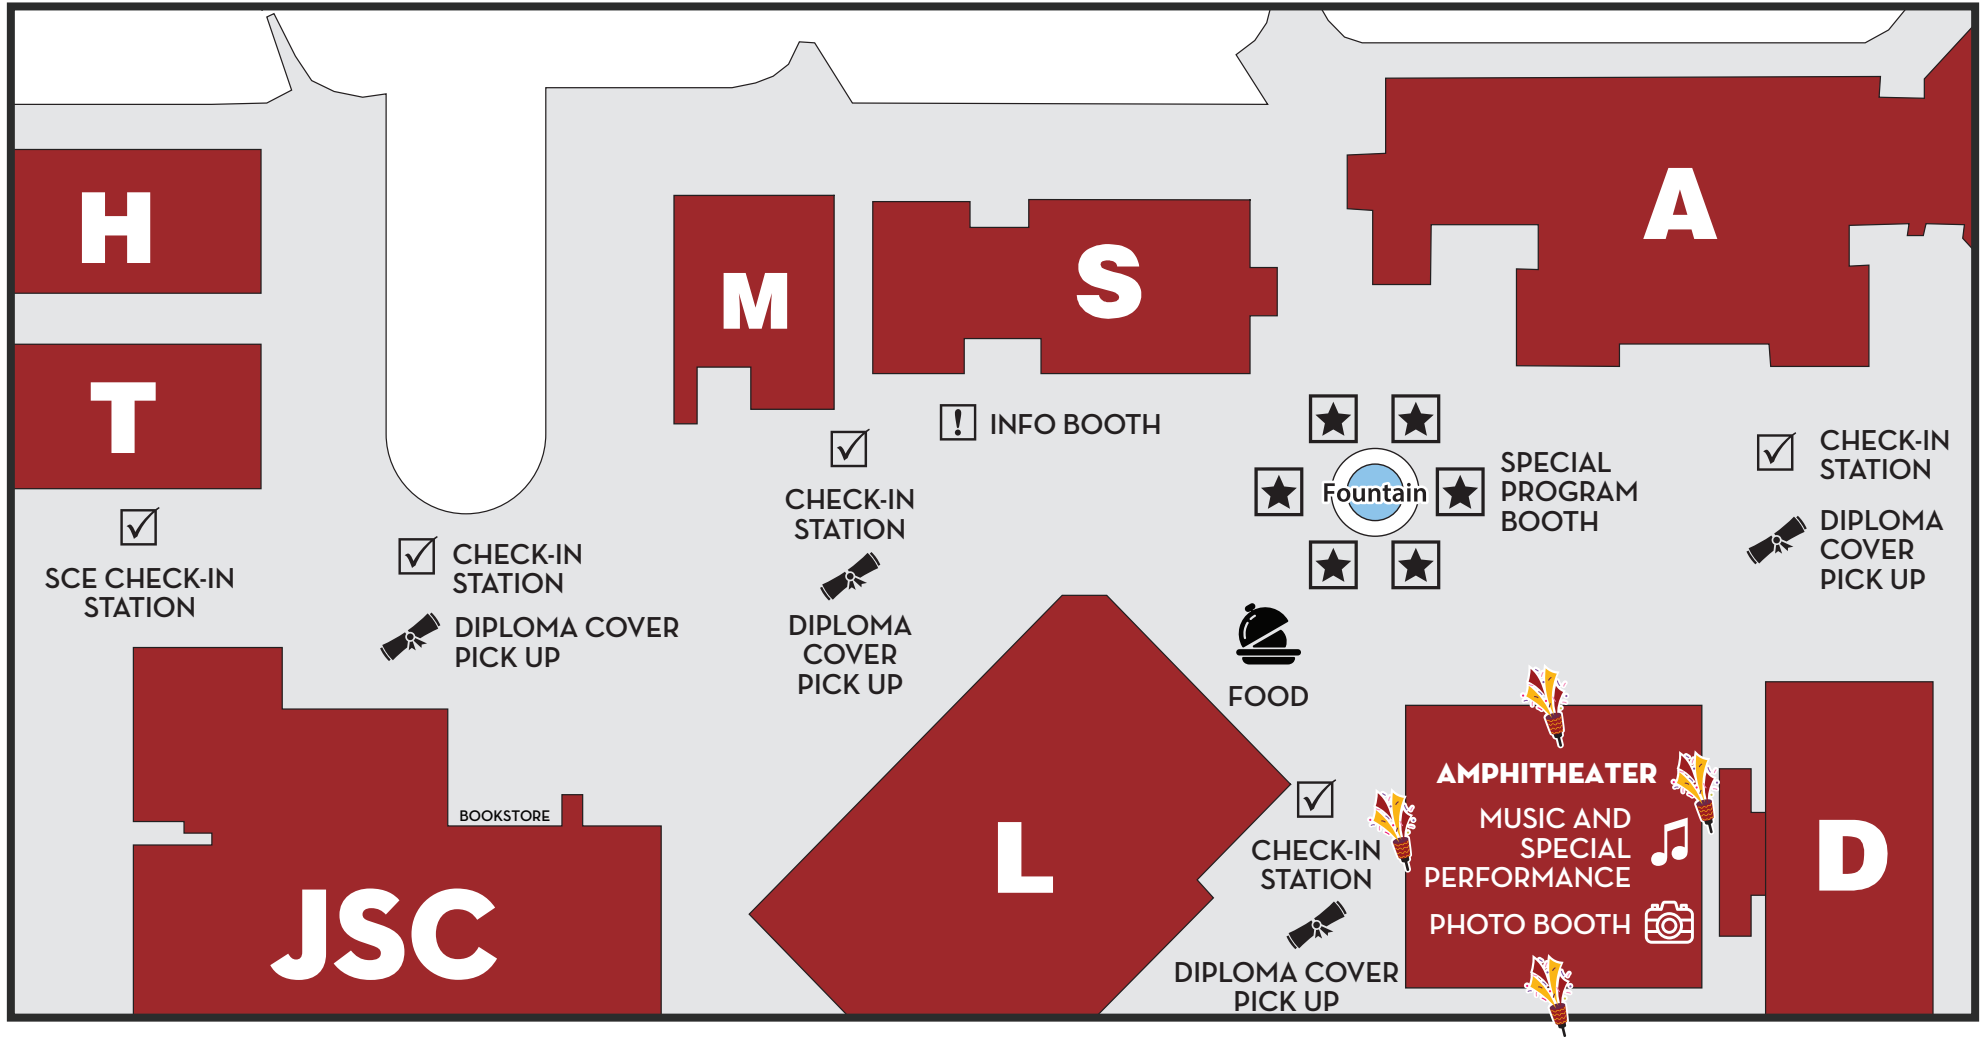 H
T
M
S
A
INFO BOOTH
CHECK-IN
STATION
DIPLOMA
COVER
PICK UP
Fountain
SPECIAL
PROGRAM
BOOTH
CHECK-IN
STATION
DIPLOMA
COVER
PICK UP
SCE CHECK-IN
STATION
CHECK-IN
STATION
DIPLOMA COVER
PICK UP
FOOD
BOOKSTORE
JSC
L
CHECK-IN
STATION
DIPLOMA COVER
PICK UP
AMPHITHEATER
MUSIC AND
SPECIAL
PERFORMANCE
PHOTO BOOTH
D